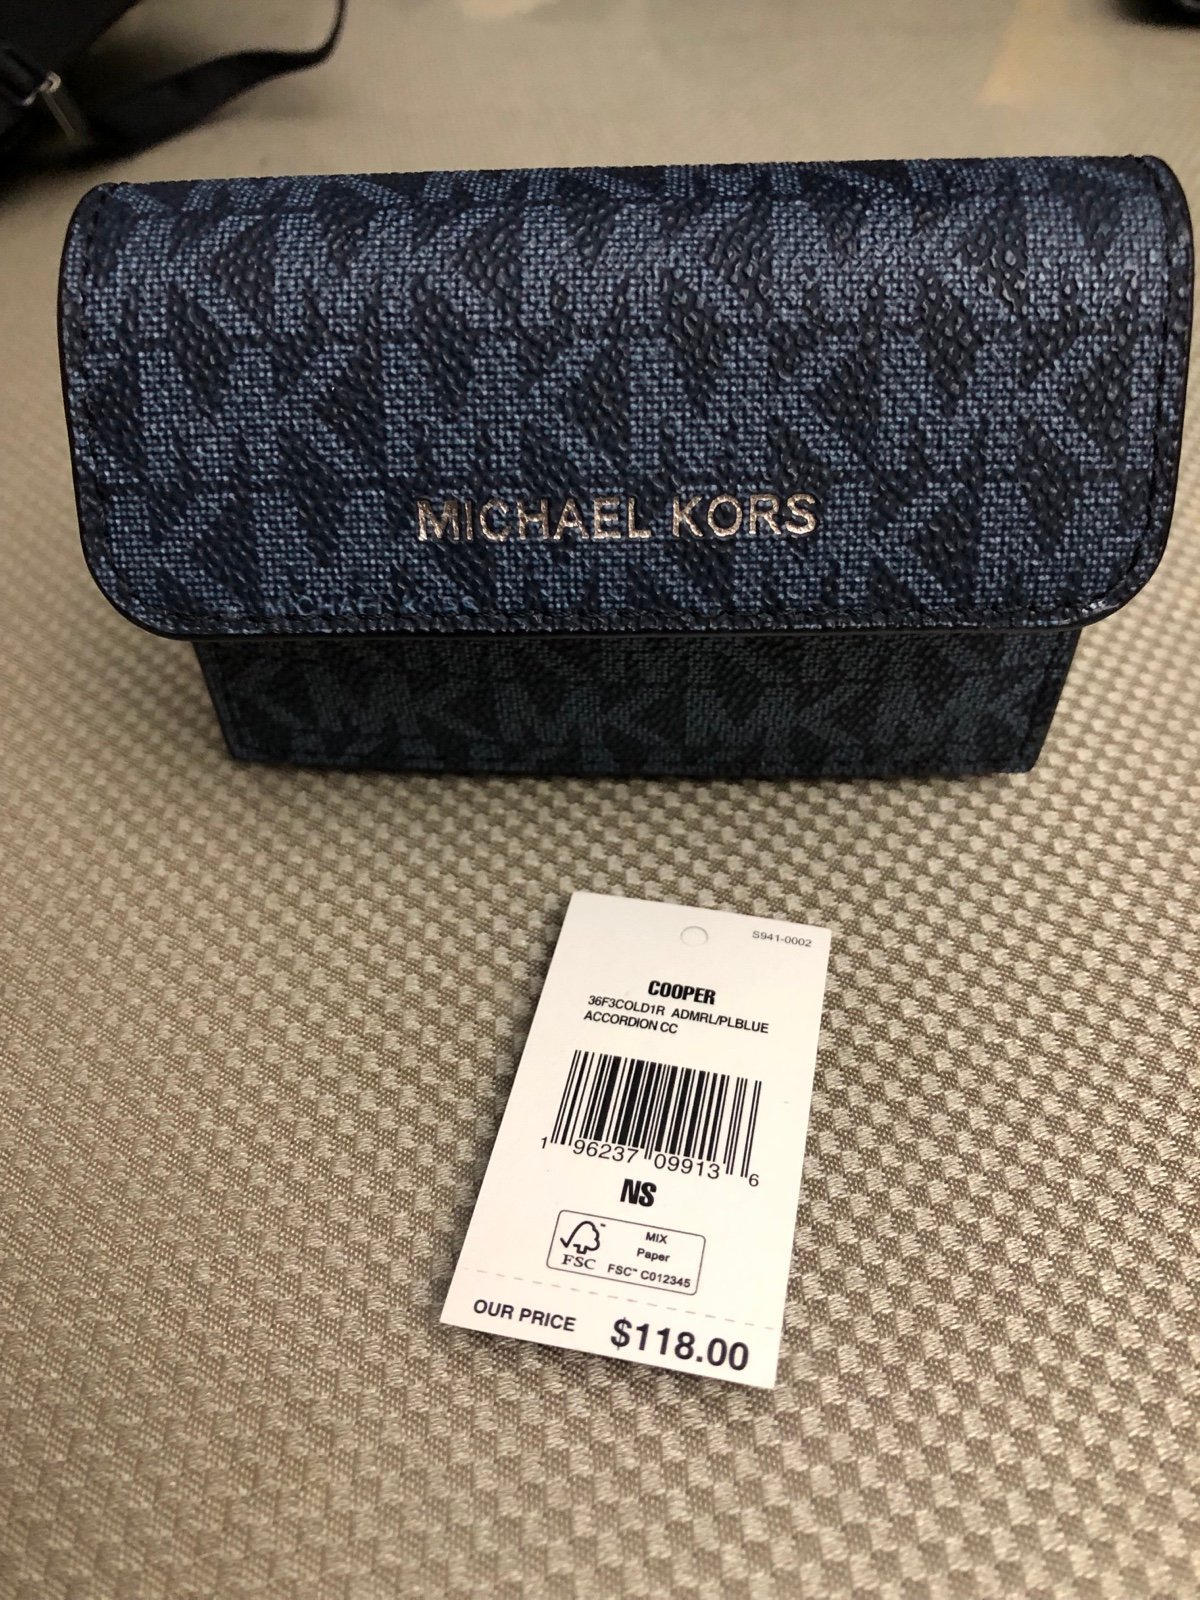 MICHAEL KORS
MICHAEL KORS
S941-0002
COOPER
36F3COLD1R ADMRL/PLBLUE
ACCORDION CC
1 96237 09913 6
NS
FSC™
MIX
Paper
FSC™ C012345
OUR PRICE $118.00